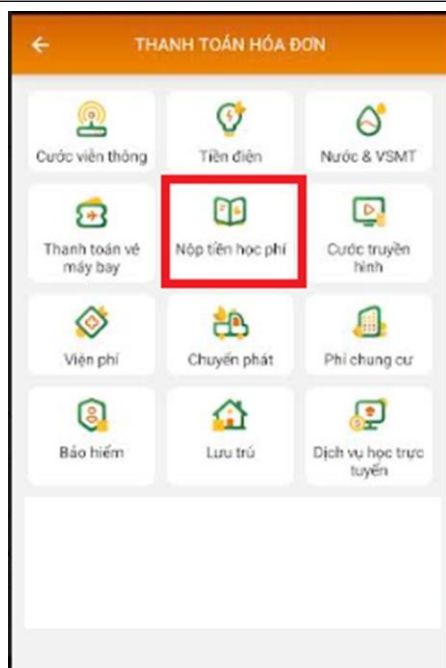 THANH TOÁN HÓA ĐƠN
Cước viễn thông
Tiền điện
Nước & VSMT
Thanh toán vé
máy bay
Nộp tiền học phí
Cước truyền
hình
Viện phí
Chuyển phát
Phí chung cư
Bảo hiểm
Lưu trú
Dịch vụ học trực
tuyến